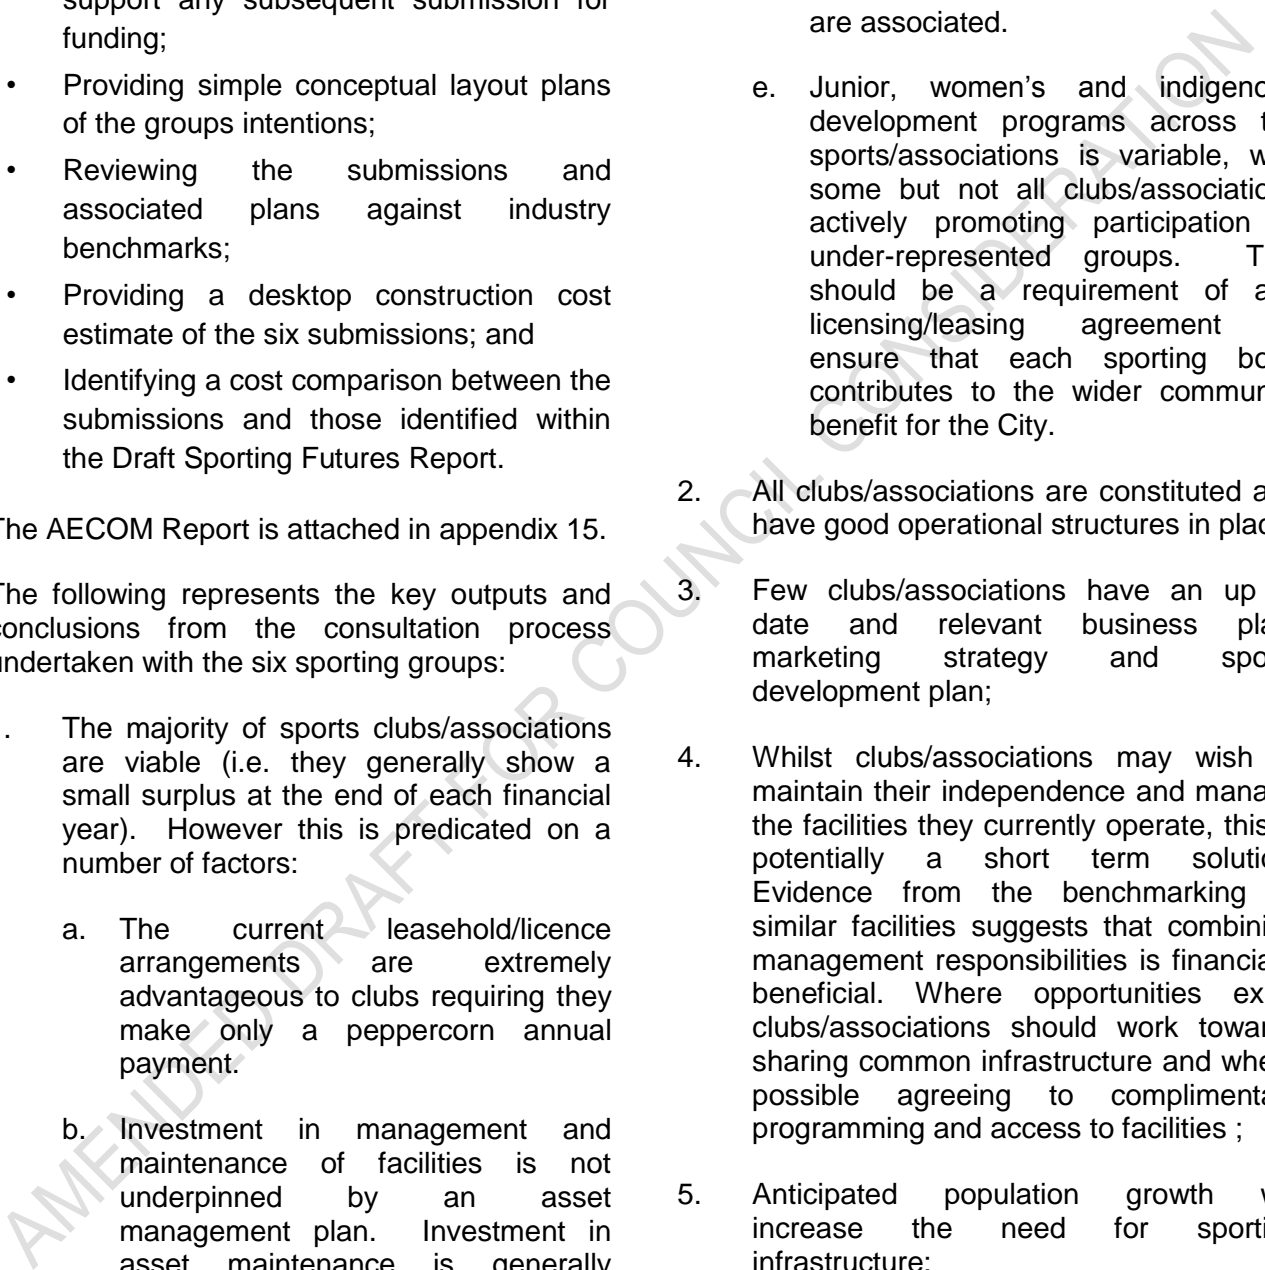 support any subsequent submission for
funding;
• Providing simple conceptual layout plans
of the groups intentions;
• Reviewing the submissions and
associated plans against industry
benchmarks;
• Providing a desktop construction cost
estimate of the six submissions; and
• Identifying a cost comparison between the
submissions and those identified within
the Draft Sporting Futures Report.
The AECOM Report is attached in appendix 15.
The following represents the key outputs and
conclusions from the consultation process
undertaken with the six sporting groups:
. The majority of sports clubs/associations
are viable (i.e. they generally show a
small surplus at the end of each financial
year). However this is predicated on a
number of factors:
a. The current leasehold/licence
arrangements are extremely
advantageous to clubs requiring they
make only a peppercorn annual
payment.
b. Investment in management and
maintenance of facilities is not
underpinned by an asset
management plan. Investment in
asset maintenance is generally
are associated.
e. Junior, women's and indigeno
development programs across t
sports/associations is variable, w
some but not all clubs/associatio
actively promoting participation
under-represented groups. T
should be a requirement of a
licensing/leasing agreement
ensure that each sporting bo
contributes to the wider commun
benefit for the City.
2. All clubs/associations are constituted a
have good operational structures in plac
3. Few clubs/associations have an up
date and relevant business pla
marketing strategy and spo
development plan;
4. Whilst clubs/associations may wish
maintain their independence and mana
the facilities they currently operate, this
potentially a short term solutio
Evidence from the benchmarking
similar facilities suggests that combini
management responsibilities is financia
beneficial. Where opportunities ex
clubs/associations should work towar
sharing common infrastructure and whe
possible agreeing to complimenta
programming and access to facilities ;
5. Anticipated population growth w
increase the need for sporti
infrastructure;
AMENDED DRAFT FOR COUNCIL CONSIDERATION